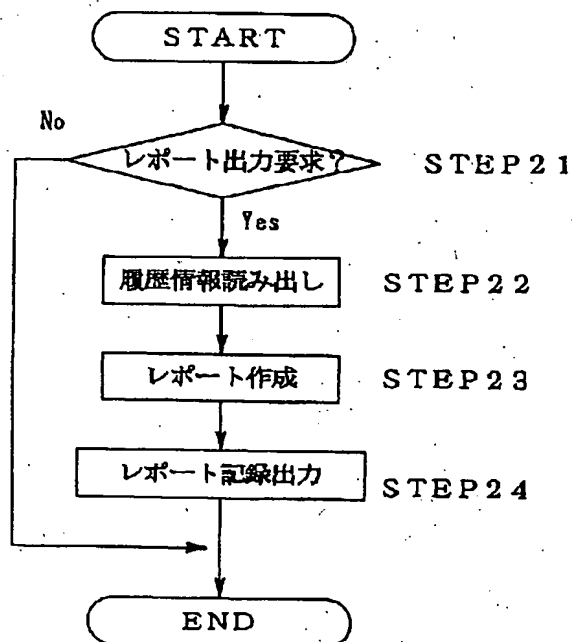 START
No
レポート出力要求?
STEP21
Yes
履歴情報読み出し
STEP22
レポート作成
STEP23
レポート記録出力
STEP24
END